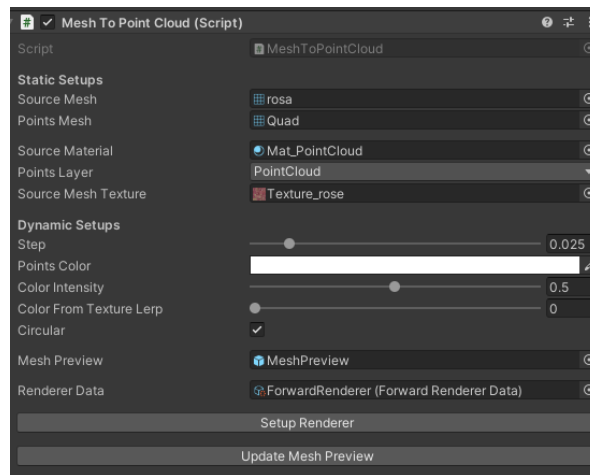 Mesh To Point Cloud (Script)
Script MeshToPointCloud
Static Setups
Source Mesh rosa
Points Mesh Quad
Source Material Mat_PointCloud
Points Layer PointCloud
Source Mesh Texture Texture_rose
Dynamic Setups
Step 0.025
Points Color
Color Intensity 0.5
Color From Texture Lerp 0
Circular
Mesh Preview MeshPreview
Renderer Data ForwardRenderer (Forward Renderer Data)
Setup Renderer
Update Mesh Preview